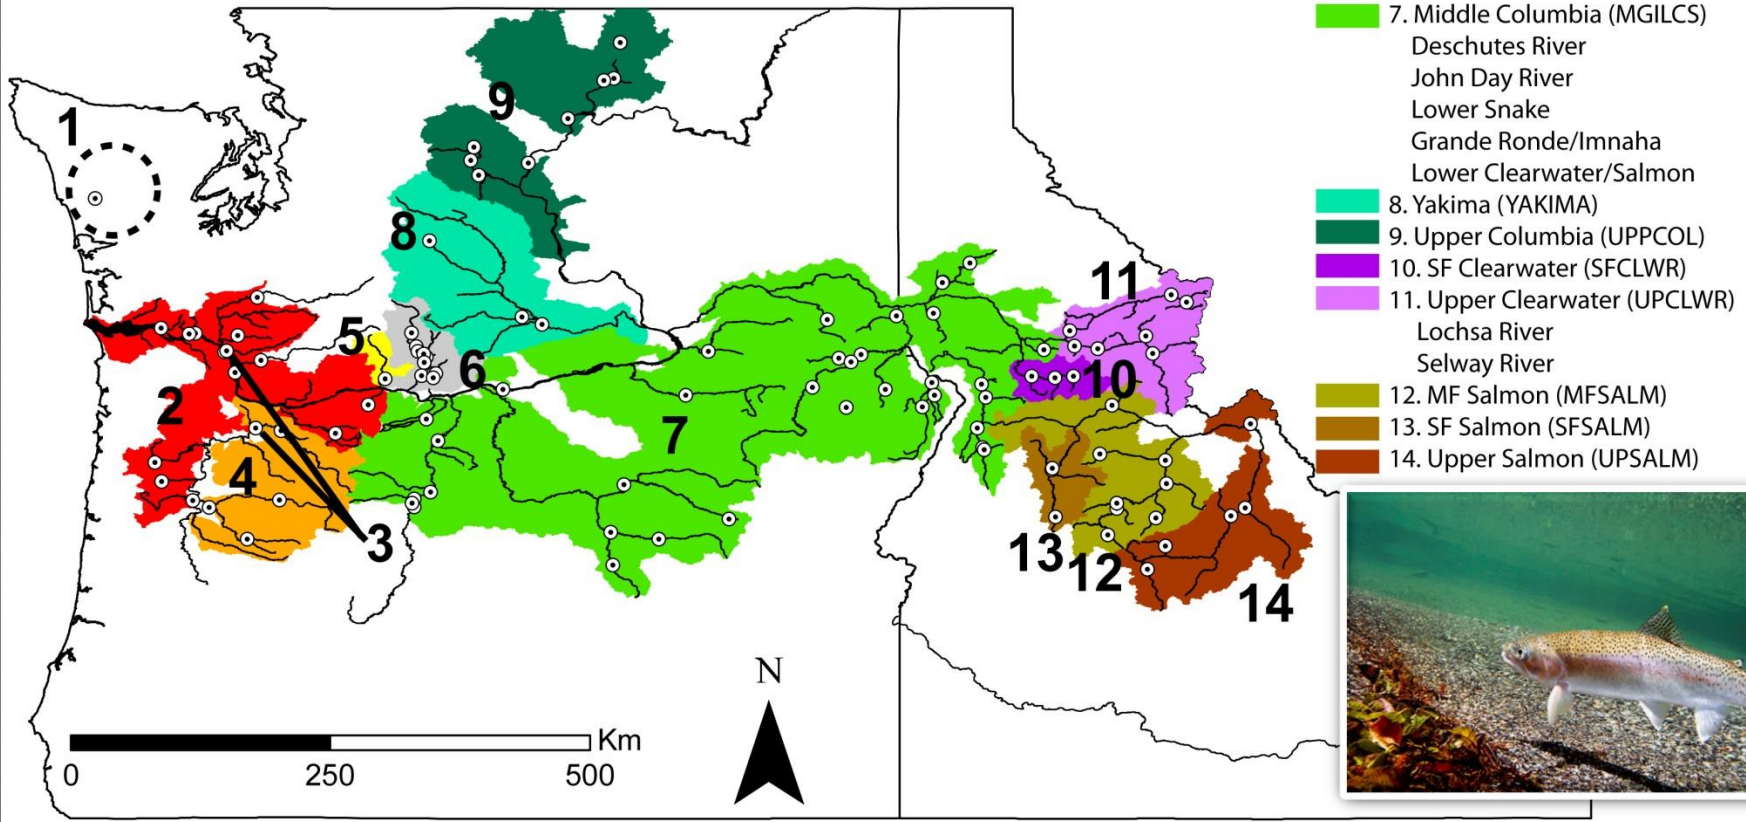 7. Middle Columbia (MGILCS)
Deschutes River
John Day River
Lower Snake
Grande Ronde/Imnaha
Lower Clearwater/Salmon
8. Yakima (YAKIMA)
9. Upper Columbia (UPPCOL)
10. SF Clearwater (SFCLWR)
11. Upper Clearwater (UPCLWR)
Lochsa River
Selway River
12. MF Salmon (MFSALM)
13. SF Salmon (SFSALM)
14. Upper Salmon (UPSALM)
1
9
8
11
5
6
10
2
7
4
3
13
12
14
N
Km
0 250 500